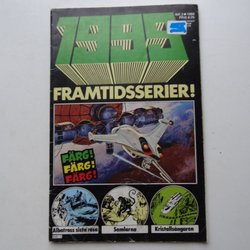 1985
FRAMTIDSSERIER!
FÄRG!
FÄRG!
FÄRG!
Albatross sista resa
Samlarna
Kristallsångaren